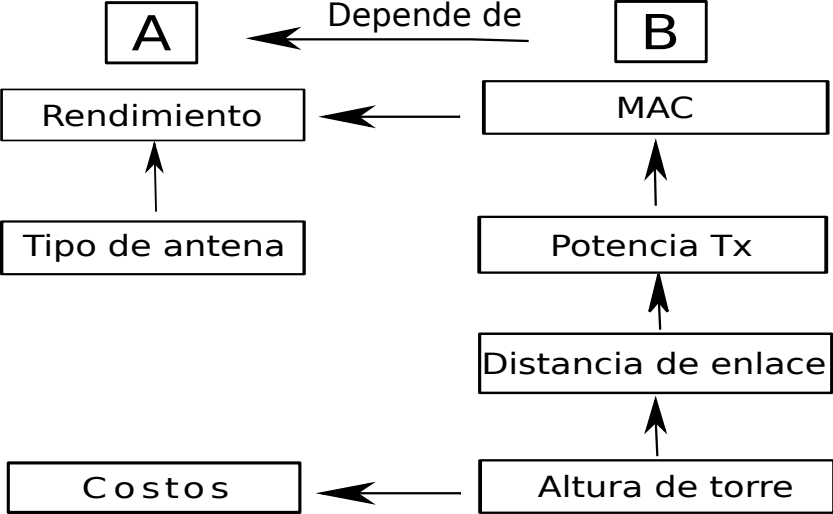 Depende de
A
B
Rendimiento
MAC
Tipo de antena
Potencia Tx
Distancia de enlace
Costos
Altura de torre